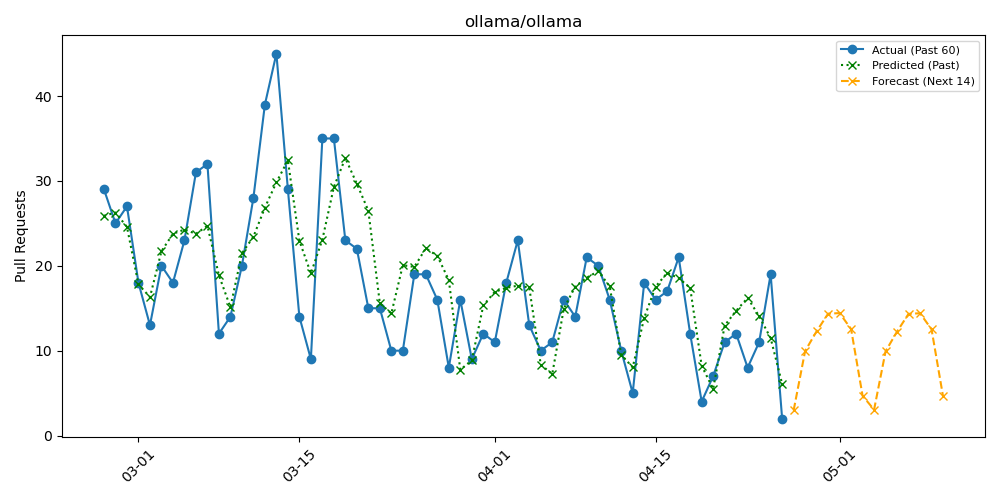 ollama/ollama
Actual (Past 60)
Predicted (Past)
Forecast (Next 14)
Pull Requests
40
30
20
10
0
03-01
03-15
04-01
04-15
05-01